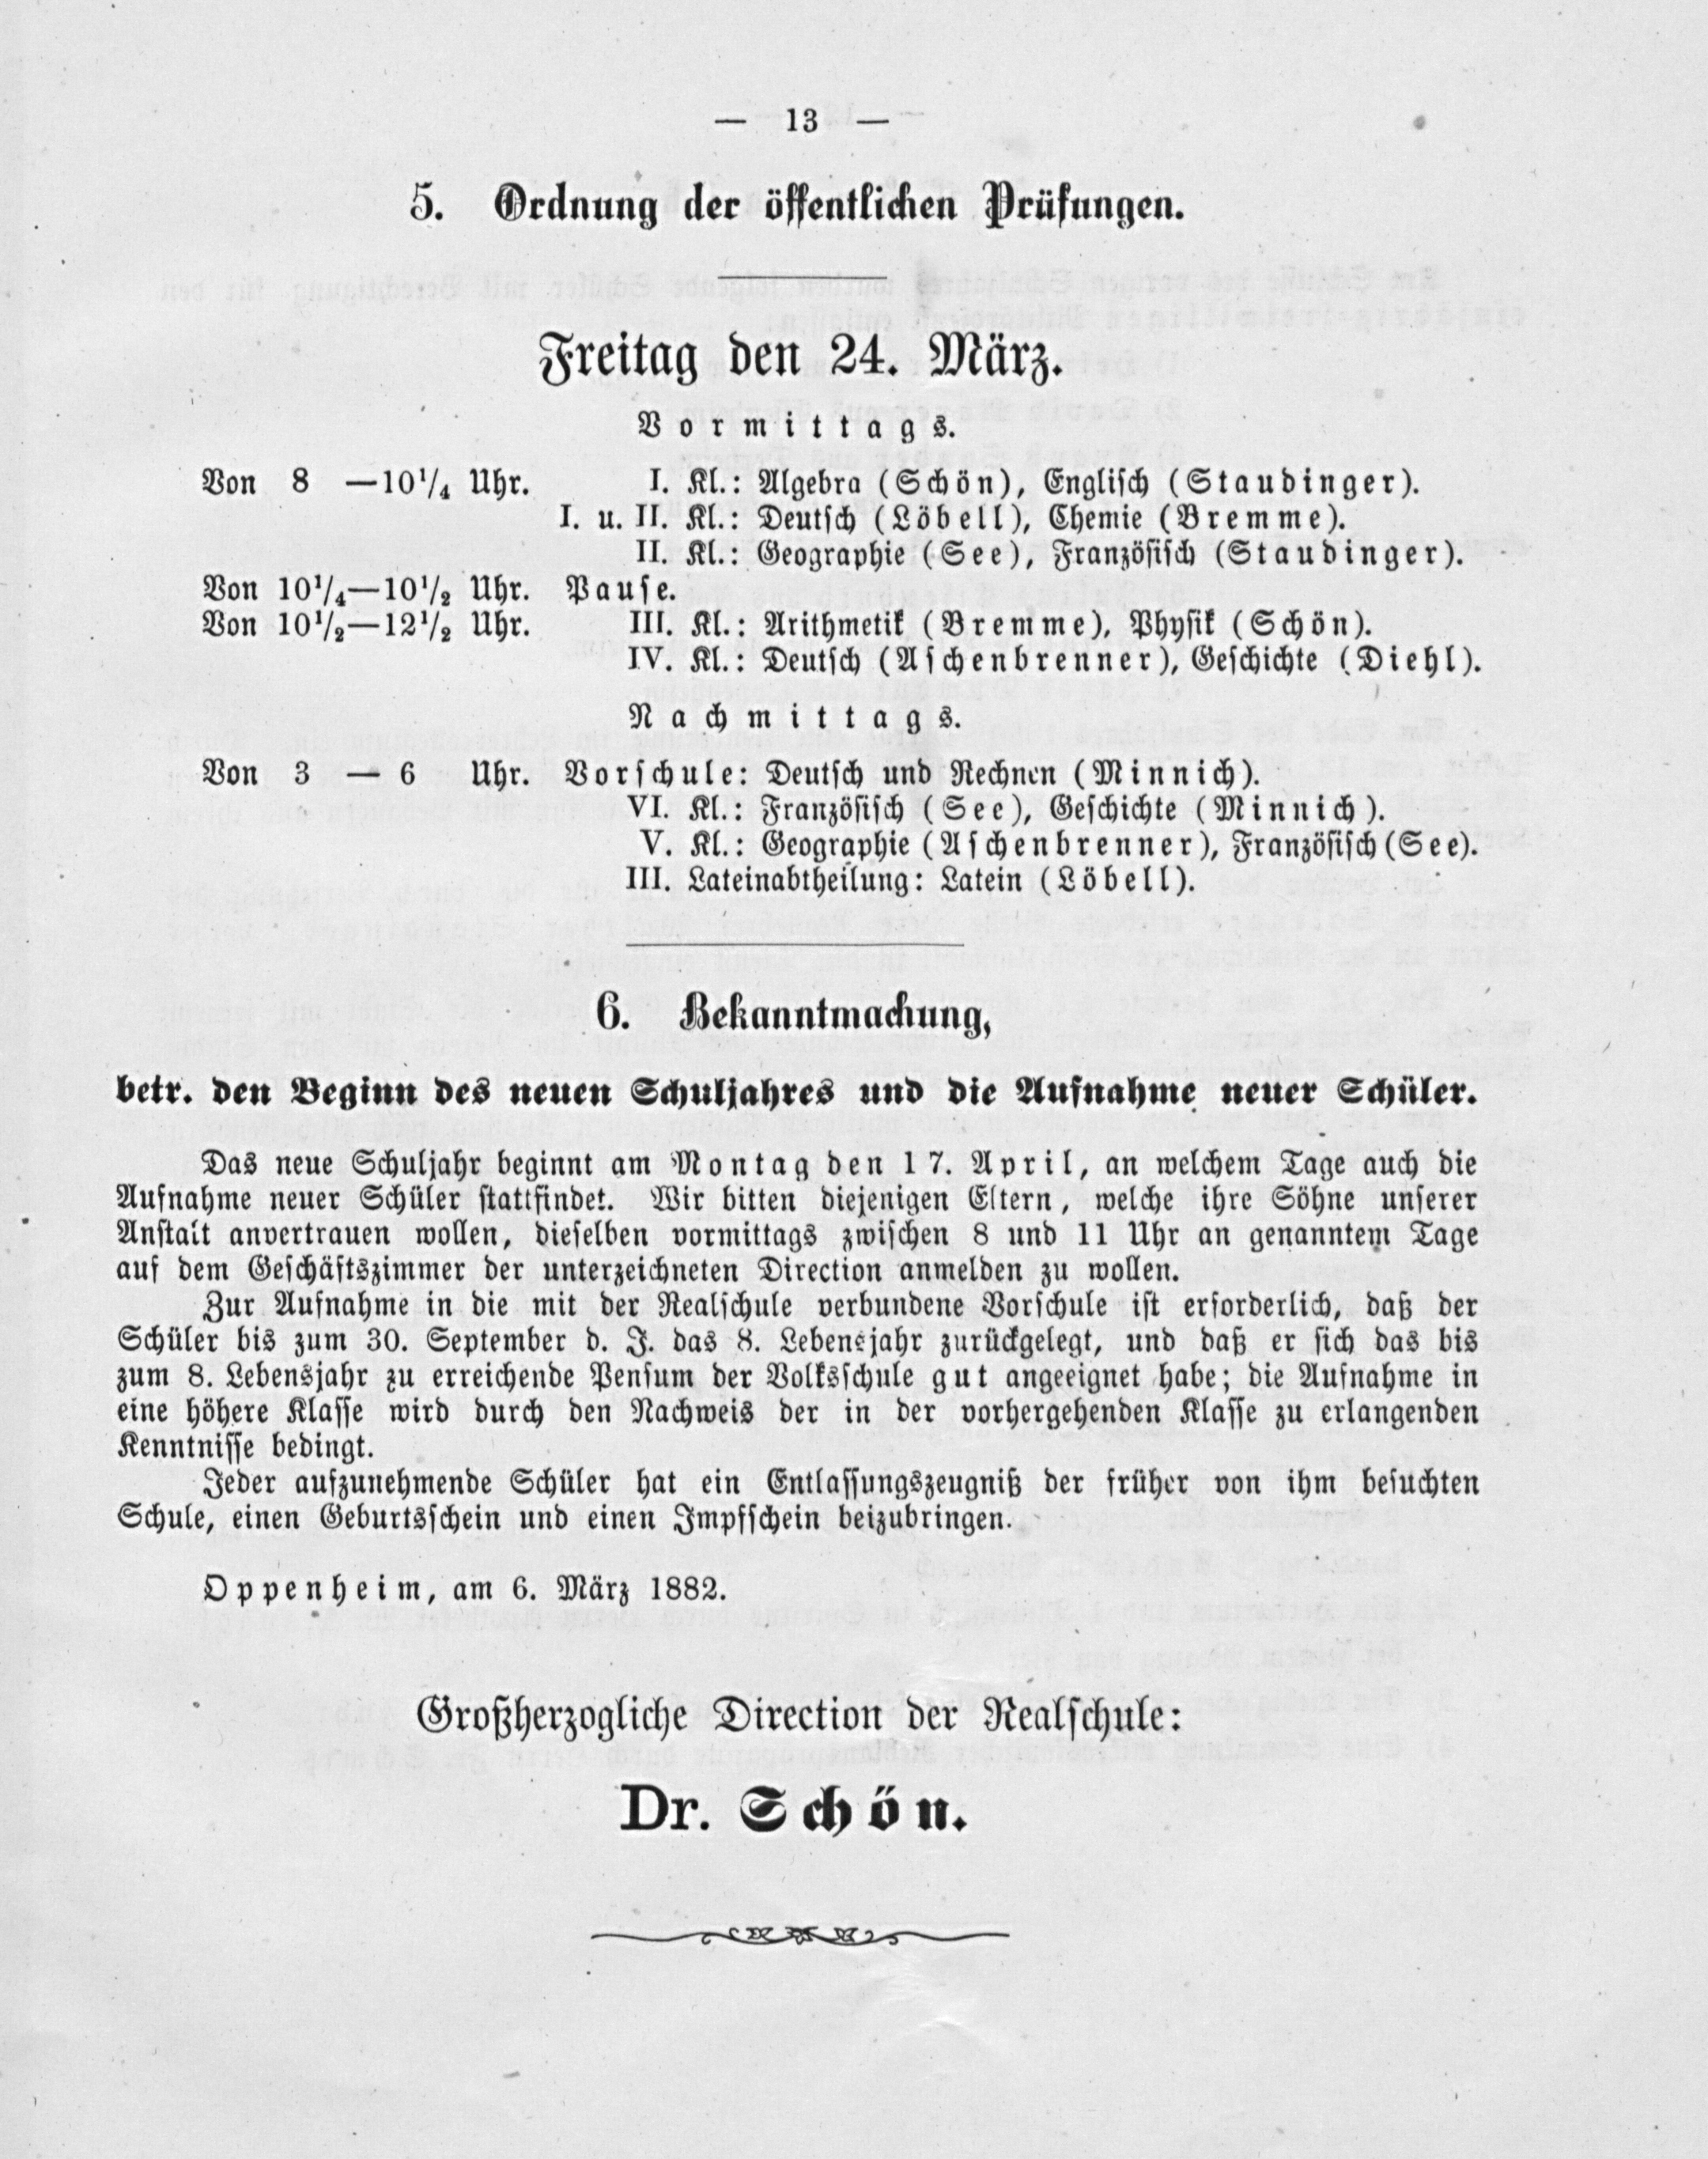 — 13 —
5. Ordnung der öffentlichen Prüfungen.
Freitag den 24. März.
Vormittags.
Von 8 —10¹/₄ Uhr. I. Kl.: Algebra (Schön), Englisch (Staudinger).
I. u. II. Kl.: Deutsch (Löbell), Chemie (Bremme).
II. Kl.: Geographie (See), Französisch (Staudinger).
Von 10¹/₄—10¹/₂ Uhr. Pause.
Von 10¹/₂—12¹/₂ Uhr. III. Kl.: Arithmetik (Bremme), Physik (Schön).
IV. Kl.: Deutsch (Aschenbrenner), Geschichte (Diehl).
Nachmittags.
Von 3 — 6 Uhr. Vorschule: Deutsch und Rechnen (Minnich).
VI. Kl.: Französisch (See), Geschichte (Minnich).
V. Kl.: Geographie (Aschenbrenner), Französisch (See).
III. Lateinabtheilung: Latein (Löbell).
6. Bekanntmachung,
betr. den Beginn des neuen Schuljahres und die Aufnahme neuer Schüler.
Das neue Schuljahr beginnt am Montag den 17. April, an welchem Tage auch die
Aufnahme neuer Schüler stattfindet. Wir bitten diejenigen Eltern, welche ihre Söhne unserer
Anstalt anvertrauen wollen, dieselben vormittags zwischen 8 und 11 Uhr an genanntem Tage
auf dem Geschäftszimmer der unterzeichneten Direction anmelden zu wollen.
Zur Aufnahme in die mit der Realschule verbundene Vorschule ist erforderlich, daß der
Schüler bis zum 30. September d. J. das 8. Lebensjahr zurückgelegt, und daß er sich das bis
zum 8. Lebensjahr zu erreichende Pensum der Volksschule gut angeeignet habe; die Aufnahme in
eine höhere Klasse wird durch den Nachweis der in der vorhergehenden Klasse zu erlangenden
Kenntnisse bedingt.
Jeder aufzunehmende Schüler hat ein Entlassungszeugniß der früher von ihm besuchten
Schule, einen Geburtsschein und einen Impfschein beizubringen.
Oppenheim, am 6. März 1882.
Großherzogliche Direction der Realschule:
Dr. Schön.